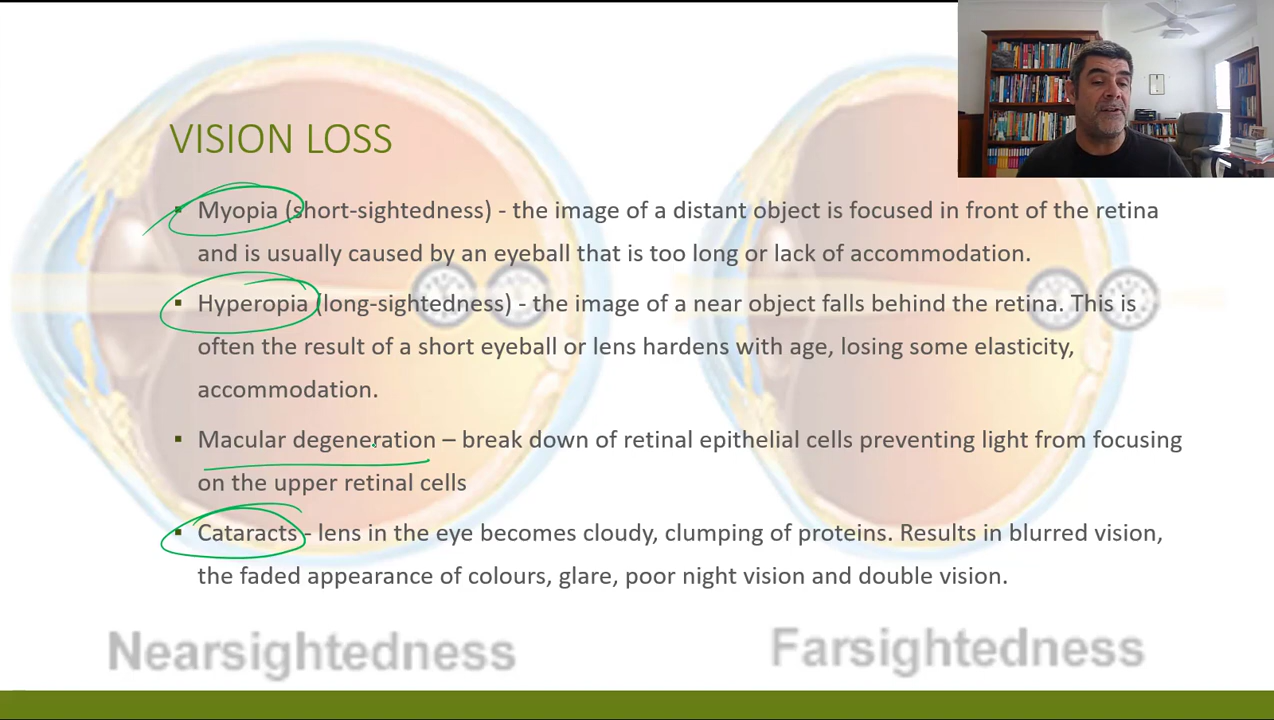 VISION LOSS
▪ Myopia (short-sightedness) - the image of a distant object is focused in front of the retina
and is usually caused by an eyeball that is too long or lack of accommodation.
▪ Hyperopia (long-sightedness) - the image of a near object falls behind the retina. This is
often the result of a short eyeball or lens hardens with age, losing some elasticity,
accommodation.
▪ Macular degeneration – break down of retinal epithelial cells preventing light from focusing
on the upper retinal cells
▪ Cataracts - lens in the eye becomes cloudy, clumping of proteins. Results in blurred vision,
the faded appearance of colours, glare, poor night vision and double vision.
Nearsightedness
Farsightedness